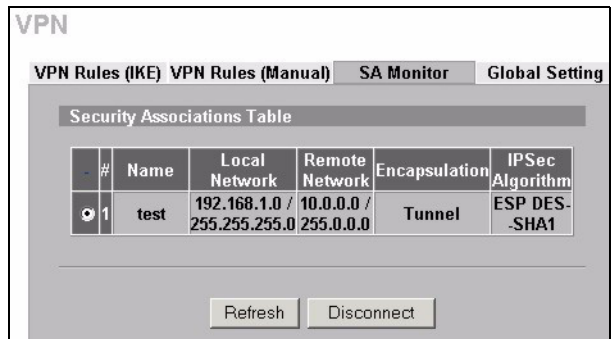 VPN
VPN Rules (IKE) VPN Rules (Manual) SA Monitor Global Setting
Security Associations Table
- # Name Local Network Remote Network Encapsulation IPSec Algorithm
1 test 192.168.1.0 / 255.255.255.0 10.0.0.0 / 255.0.0.0 Tunnel ESP DES--SHA1
Refresh Disconnect